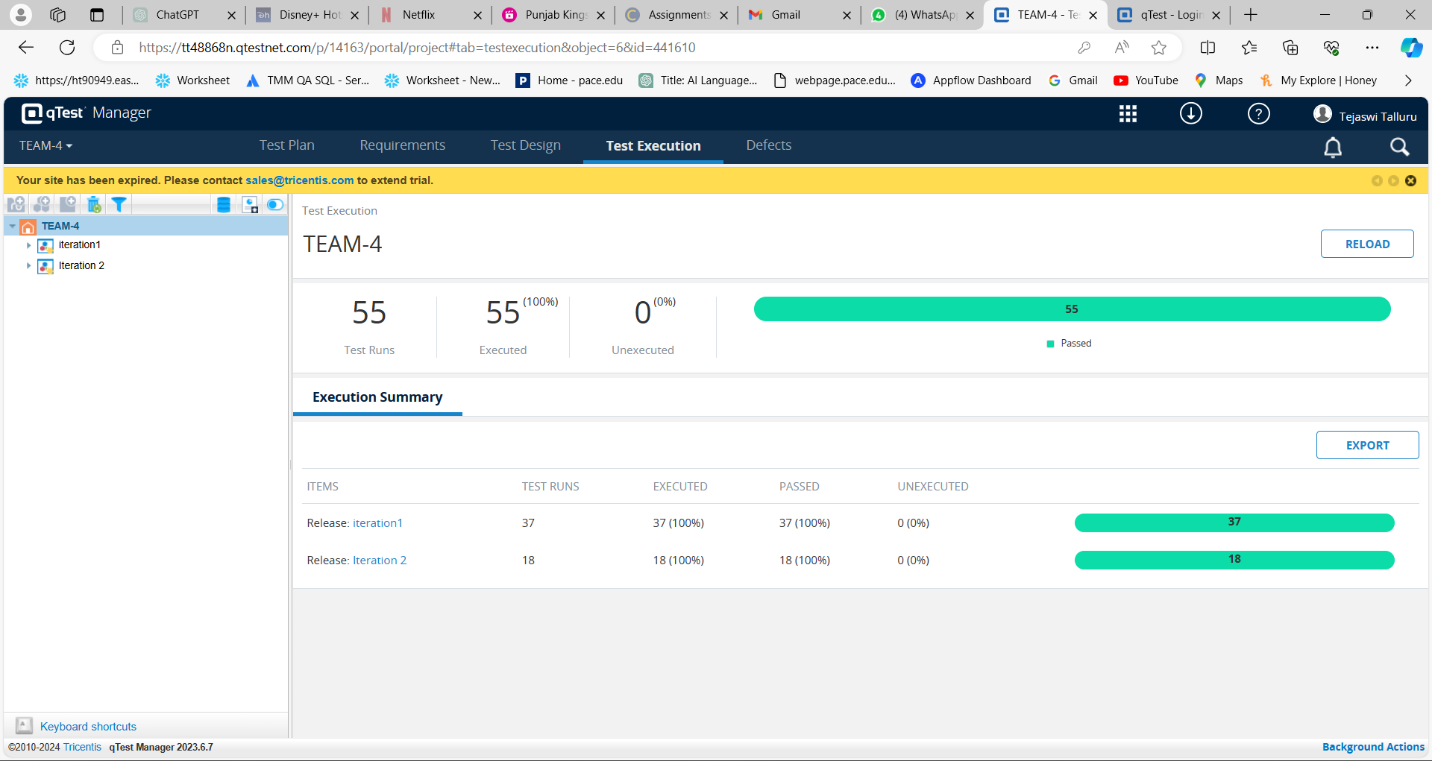 ChatGPT
Disney+ Hot
Netflix
Punjab King
Assignments
Gmail
(4) WhatsApp
TEAM-4 - Te
qTest - Login
https://tt48868n.qtestnet.com/p/14163/portal/project#tab=testexecution&object=6&id=441610
https://ht90949.eas...
Worksheet
TMM QA SQL - Ser...
Worksheet - New...
Home - pace.edu
Title: AI Language...
webpage.pace.edu...
Appflow Dashboard
Gmail
YouTube
Maps
My Explore | Honey
qTest Manager
Tejaswi Talluru
TEAM-4
Test Plan
Requirements
Test Design
Test Execution
Defects
Your site has been expired. Please contact sales@tricentis.com to extend trial.
TEAM-4
iteration1
Iteration 2
Test Execution
TEAM-4
RELOAD
55
Test Runs
55 (100%)
Executed
0 (0%)
Unexecuted
55
Passed
Execution Summary
EXPORT
ITEMS TEST RUNS EXECUTED PASSED UNEXECUTED
Release: iteration1 37 37 (100%) 37 (100%) 0 (0%) 37
Release: Iteration 2 18 18 (100%) 18 (100%) 0 (0%) 18
Keyboard shortcuts
©2010-2024 Tricentis qTest Manager 2023.6.7
Background Actions